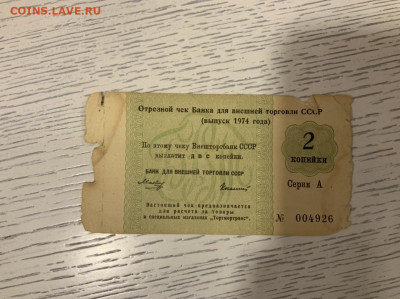 COINS.LAVE.RU
Отрезной чек Банка для внешней торговли СССР
(выпуск 1974 года)
По этому чеку Внешторгбанк СССР
выплатит две копейки.
БАНК ДЛЯ ВНЕШНЕЙ ТОРГОВЛИ СССР
Настоящий чек предназначается
для расчета за товары
в специальных магазинах "Торгмортранс".
2
копейки
Серия А
№ 004926